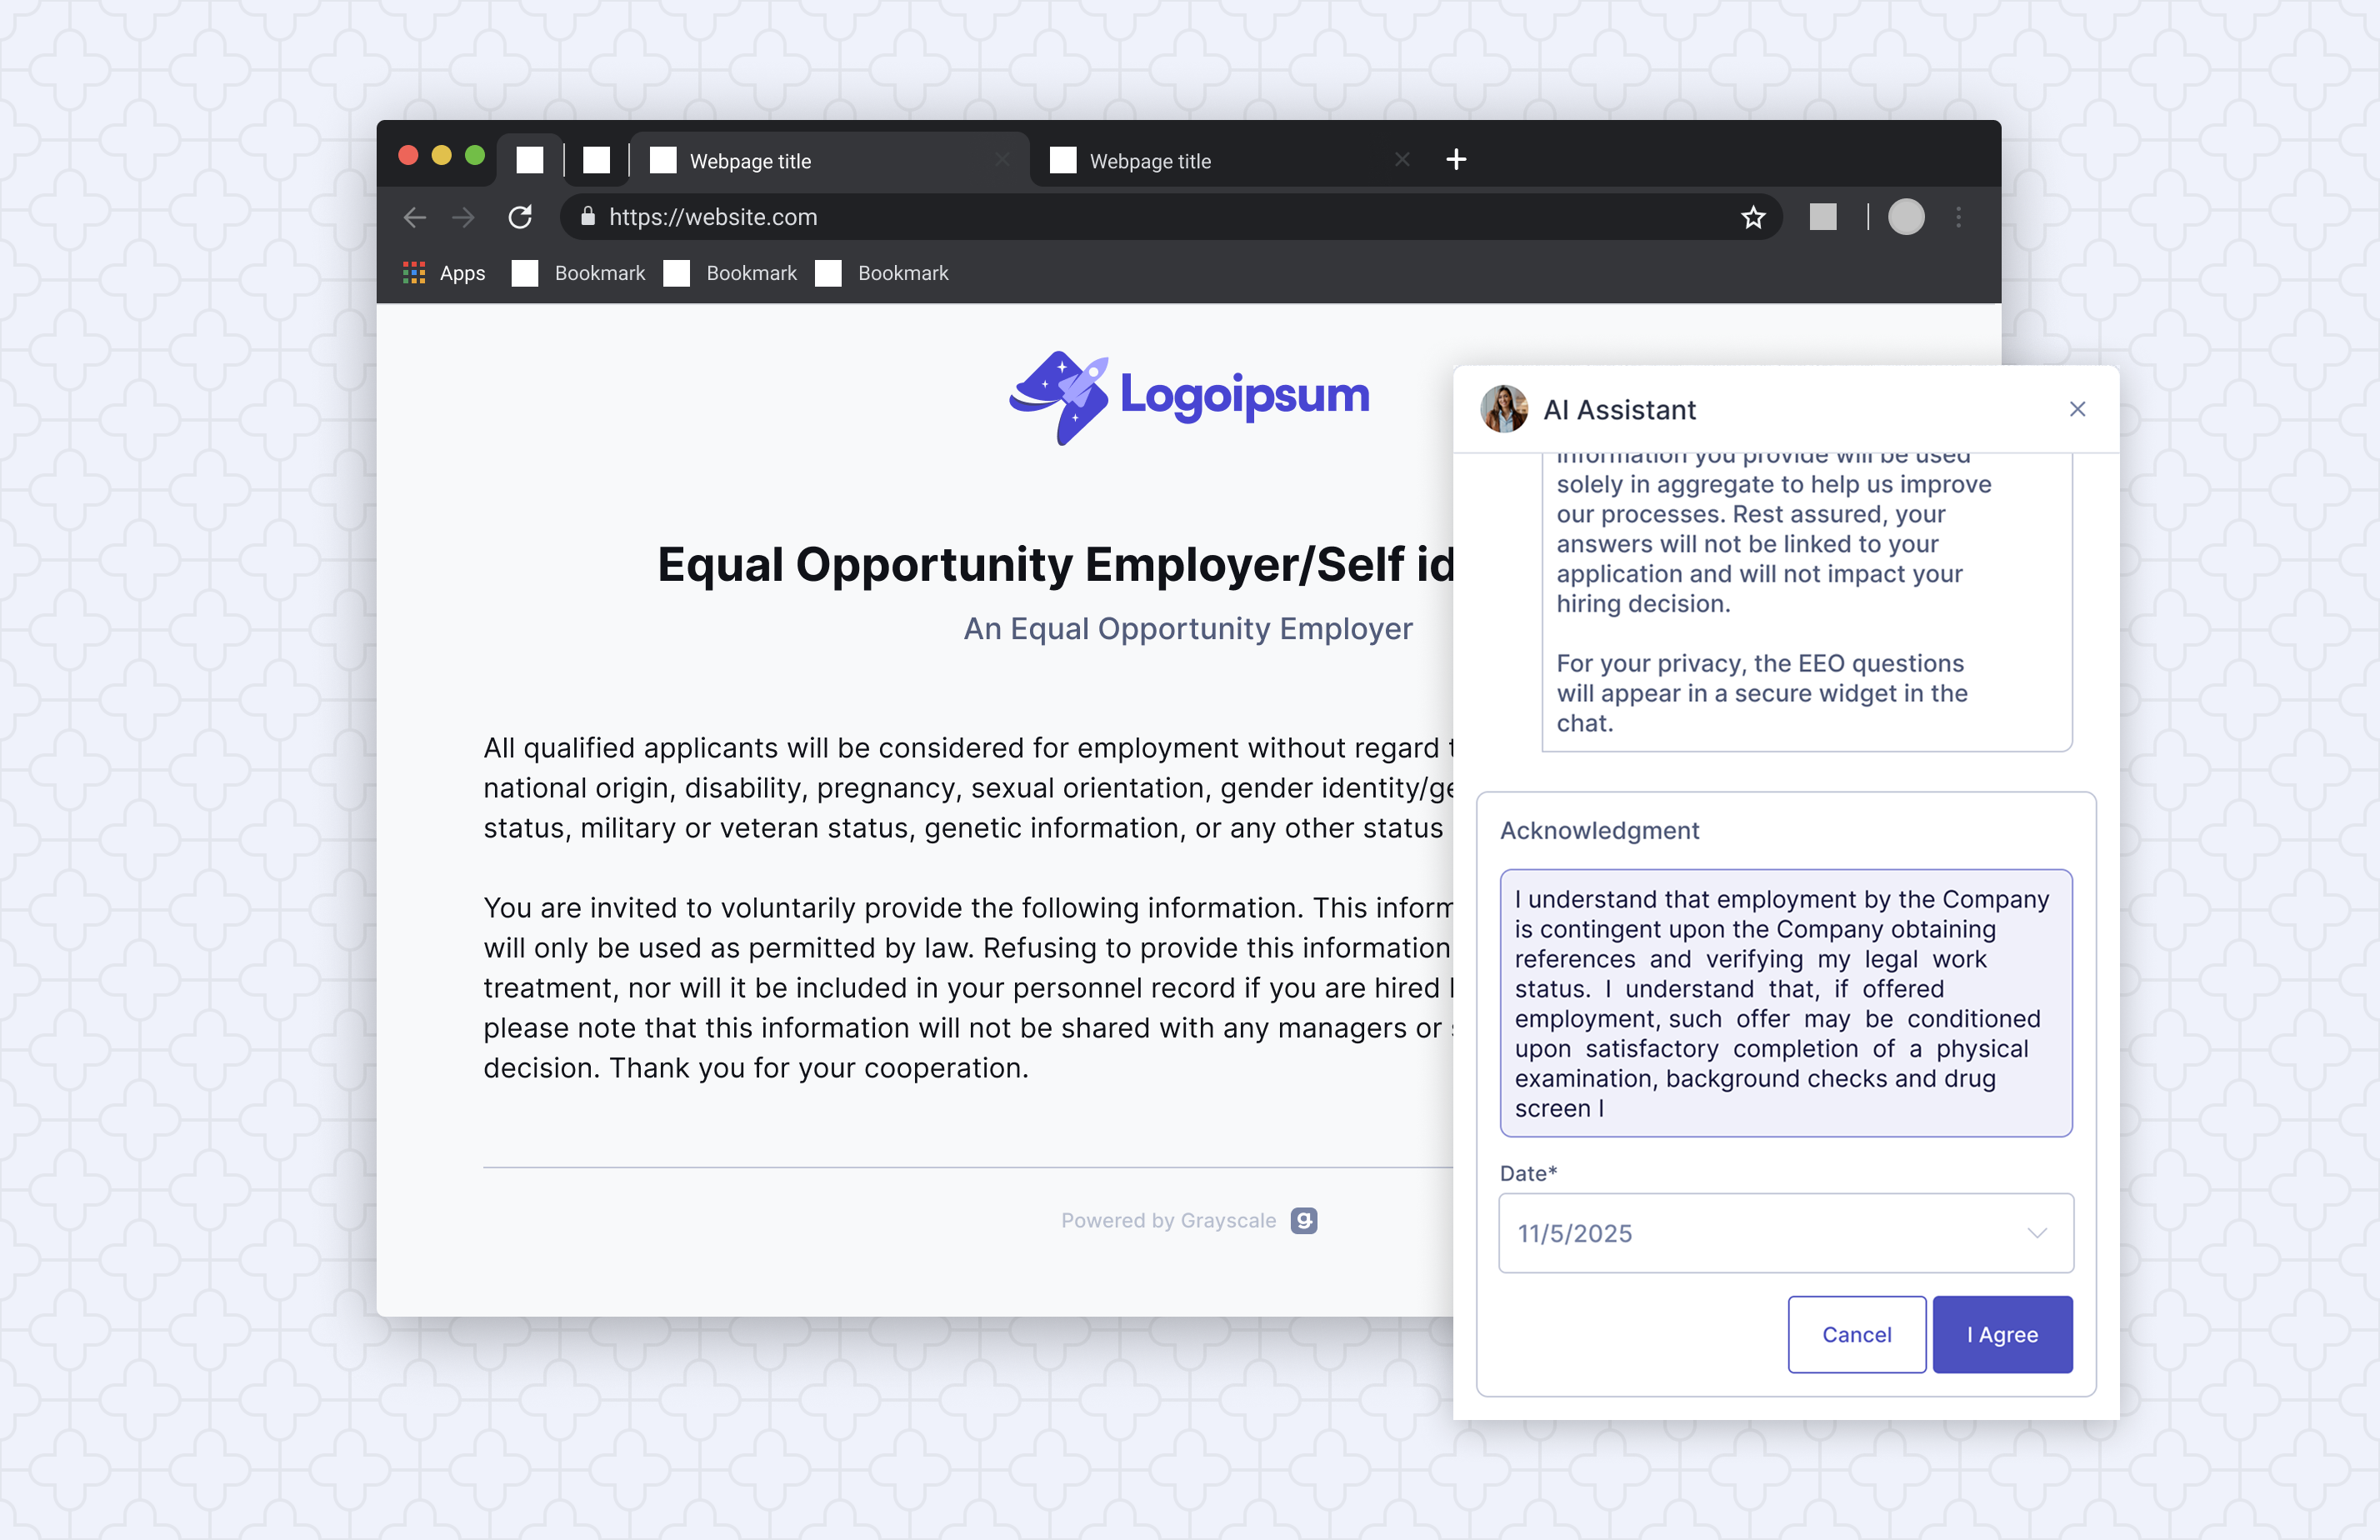 Webpage title
Webpage title
https://website.com
Apps
Bookmark
Bookmark
Bookmark
Logoipsum
Equal Opportunity Employer/Self id
An Equal Opportunity Employer
All qualified applicants will be considered for employment without regard
national origin, disability, pregnancy, sexual orientation, gender identity/ge
status, military or veteran status, genetic information, or any other status
You are invited to voluntarily provide the following information. This inform
will only be used as permitted by law. Refusing to provide this information
treatment, nor will it be included in your personnel record if you are hired
please note that this information will not be shared with any managers or
decision. Thank you for your cooperation.
Powered by Grayscale g
AI Assistant
information you provide will be used
solely in aggregate to help us improve
our processes. Rest assured, your
answers will not be linked to your
application and will not impact your
hiring decision.
For your privacy, the EEO questions
will appear in a secure widget in the
chat.
Acknowledgment
I understand that employment by the Company
is contingent upon the Company obtaining
references and verifying my legal work
status. I understand that, if offered
employment, such offer may be conditioned
upon satisfactory completion of a physical
examination, background checks and drug
screen I
Date*
11/5/2025
Cancel
I Agree